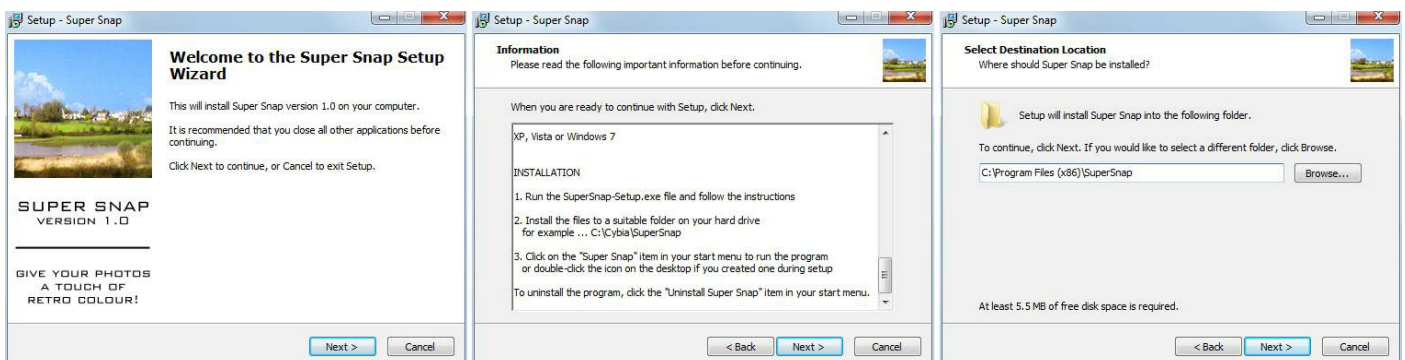 Setup - Super Snap
Welcome to the Super Snap Setup
Wizard
This will install Super Snap version 1.0 on your computer.
It is recommended that you close all other applications before
continuing.
Click Next to continue, or Cancel to exit Setup.
SUPER SNAP
VERSION 1.0
GIVE YOUR PHOTOS
A TOUCH OF
RETRO COLOUR!
Next >
Cancel
Setup - Super Snap
Information
Please read the following important information before continuing.
When you are ready to continue with Setup, click Next.
XP, Vista or Windows 7
INSTALLATION
1. Run the SuperSnap-Setup.exe file and follow the instructions
2. Install the files to a suitable folder on your hard drive
for example ... C:\Cybia\SuperSnap
3. Click on the "Super Snap" item in your start menu to run the program
or double-click the icon on the desktop if you created one during setup
To uninstall the program, click the "Uninstall Super Snap" item in your start menu.
< Back
Next >
Cancel
Setup - Super Snap
Select Destination Location
Where should Super Snap be installed?
Setup will install Super Snap into the following folder.
To continue, click Next. If you would like to select a different folder, click Browse.
C:\Program Files (x86)\SuperSnap
Browse...
At least 5.5 MB of free disk space is required.
< Back
Next >
Cancel